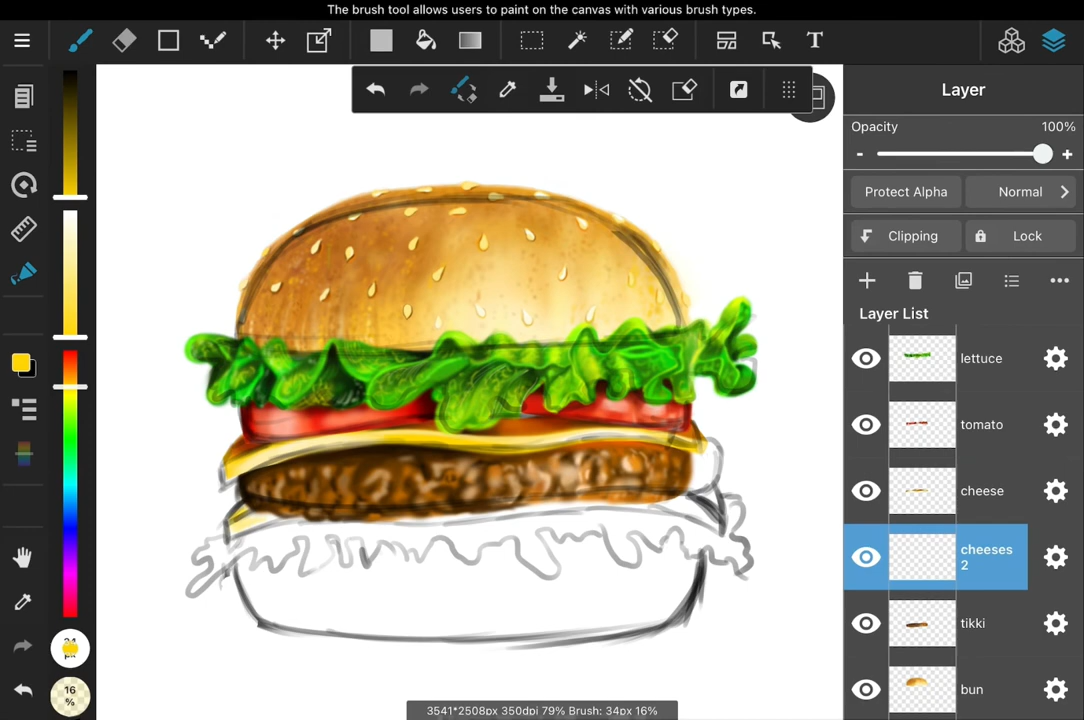 The brush tool allows users to paint on the canvas with various brush types.
T
Layer
Opacity 100%
- +
Protect Alpha Normal
Clipping Lock
Layer List
lettuce
tomato
cheese
cheeses
2
tikki
bun
16
%
3541*2508px 350dpi 79% Brush: 34px 16%